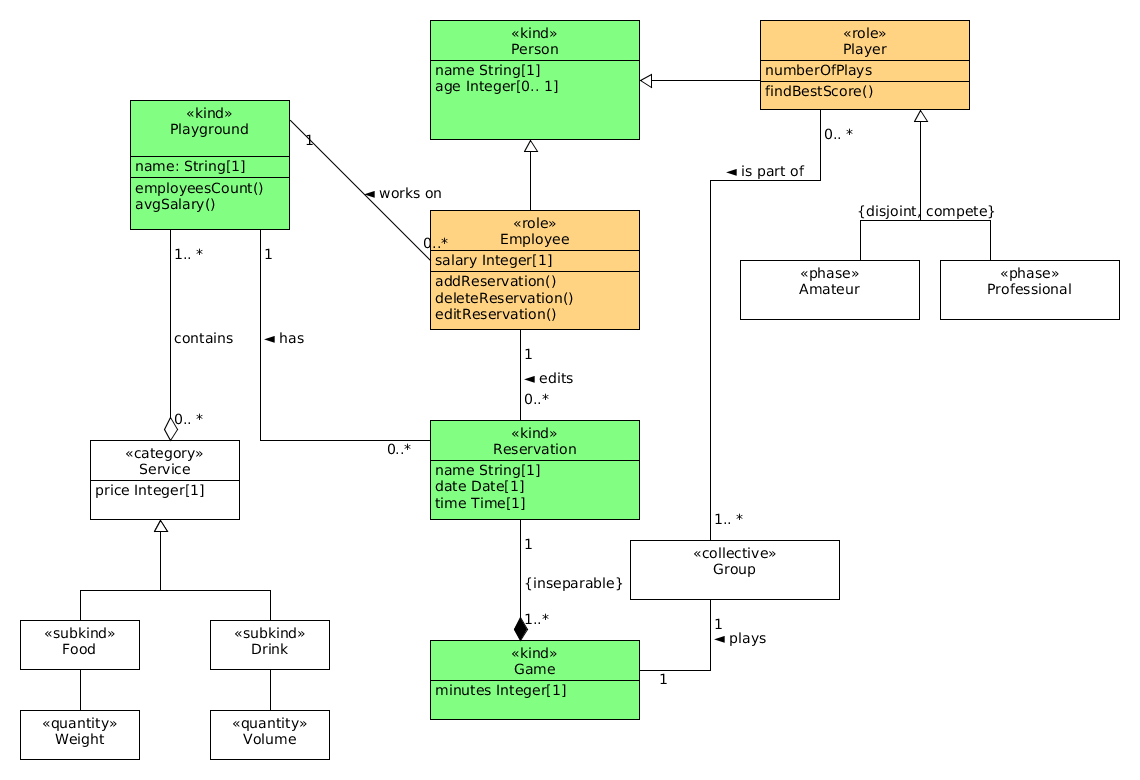 «kind»
Person
name String[1]
age Integer[0.. 1]
«role»
Player
numberOfPlays
findBestScore()
«kind»
Playground
name: String[1]
employeesCount()
avgSalary()
1
◄ works on
0..*
«role»
Employee
salary Integer[1]
addReservation()
deleteReservation()
editReservation()
0.. *
◄ is part of
{disjoint, compete}
«phase»
Amateur
«phase»
Professional
1.. *
contains
0.. *
1
◄ has
0..*
1
◄ edits
0..*
«category»
Service
price Integer[1]
«kind»
Reservation
name String[1]
date Date[1]
time Time[1]
1.. *
«collective»
Group
1
{inseparable}
1..*
1
◄ plays
1
«subkind»
Food
«subkind»
Drink
«kind»
Game
minutes Integer[1]
«quantity»
Weight
«quantity»
Volume